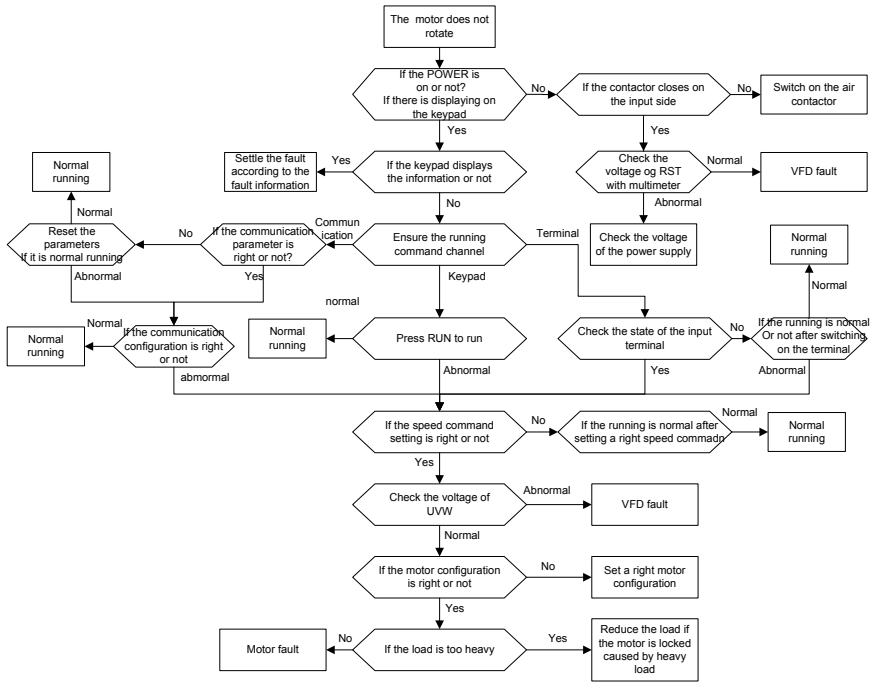 The motor does not
rotate
If the POWER is
on or not?
If there is displaying on
the keypad
No
If the contactor closes on
the input side
No
Switch on the air
contactor
Yes
Yes
Normal
running
Settle the fault
according to the
fault information
Yes
If the keypad displays
the information or not
Check the
voltage og RST
with multimeter
Normal
VFD fault
Normal
No
Abnormal
Reset the
parameters
If it is normal running
No
If the communication
parameter is
right or not?
Commun
ication
Ensure the running
command channel
Terminal
Check the voltage
of the power supply
Normal
running
Abnormal
Yes
Keypad
Normal
normal
Normal
running
Normal
If the communication
configuration is right
or not
Normal
running
Press RUN to run
Check the state of the input
terminal
No
If the running is normal
Or not after switching
on the terminal
abmormal
Abnormal
Yes
Abnormal
If the speed command
setting is right or not
No
If the running is normal after
setting a right speed commadn
Normal
Normal
running
Yes
Check the voltage of
UVW
Abnormal
VFD fault
Normal
If the motor configuration
is right or not
No
Set a right motor
configuration
Yes
Motor fault
No
If the load is too heavy
Yes
Reduce the load if
the motor is locked
caused by heavy
load